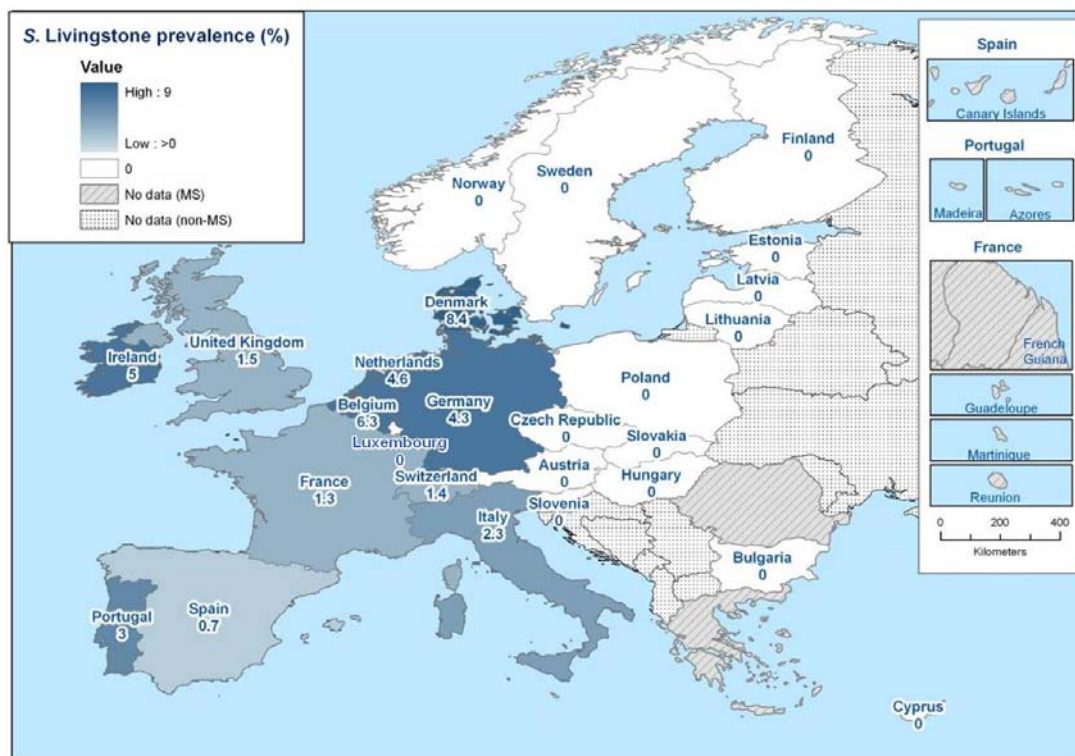 S. Livingstone prevalence (%)
Value
High : 9
Low : >0
0
No data (MS)
No data (non-MS)
Norway
0
Sweden
0
Finland
0
Estonia
0
Latvia
0
Lithuania
0
Denmark
8.4
United Kingdom
1.5
Ireland
5
Netherlands
4.6
Belgium
6.3
Germany
4.3
Poland
0
Luxembourg
0
Czech Republic
0
Slovakia
0
France
1.3
Switzerland
1.4
Austria
0
Hungary
0
Slovenia
0
Italy
2.3
Bulgaria
0
Portugal
3
Spain
0.7
Cyprus
0
Spain
Canary Islands
Portugal
Madeira
Azores
France
French
Guiana
Guadeloupe
Martinique
Reunion
0 200 400
Kilometers